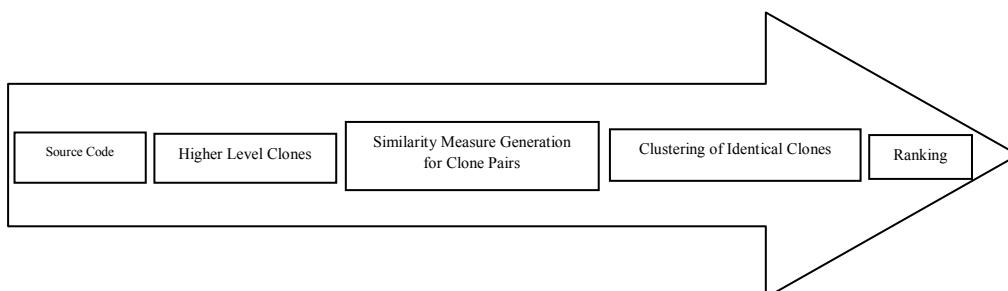 Source Code
Higher Level Clones
Similarity Measure Generation
for Clone Pairs
Clustering of Identical Clones
Ranking